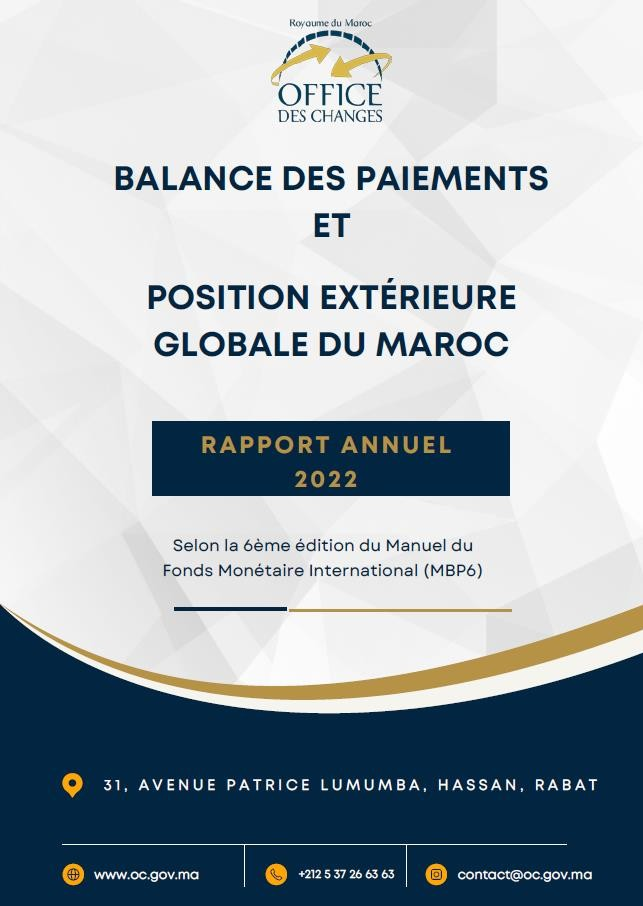 Royaume du Maroc
OFFICE
DES CHANGES
BALANCE DES PAIEMENTS
ET
POSITION EXTÉRIEURE
GLOBALE DU MAROC
RAPPORT ANNUEL
2022
Selon la 6ème édition du Manuel du
Fonds Monétaire International (MBP6)
31, AVENUE PATRICE LUMUMBA, HASSAN, RABAT
www.oc.gov.ma
+212 5 37 26 63 63
contact@oc.gov.ma